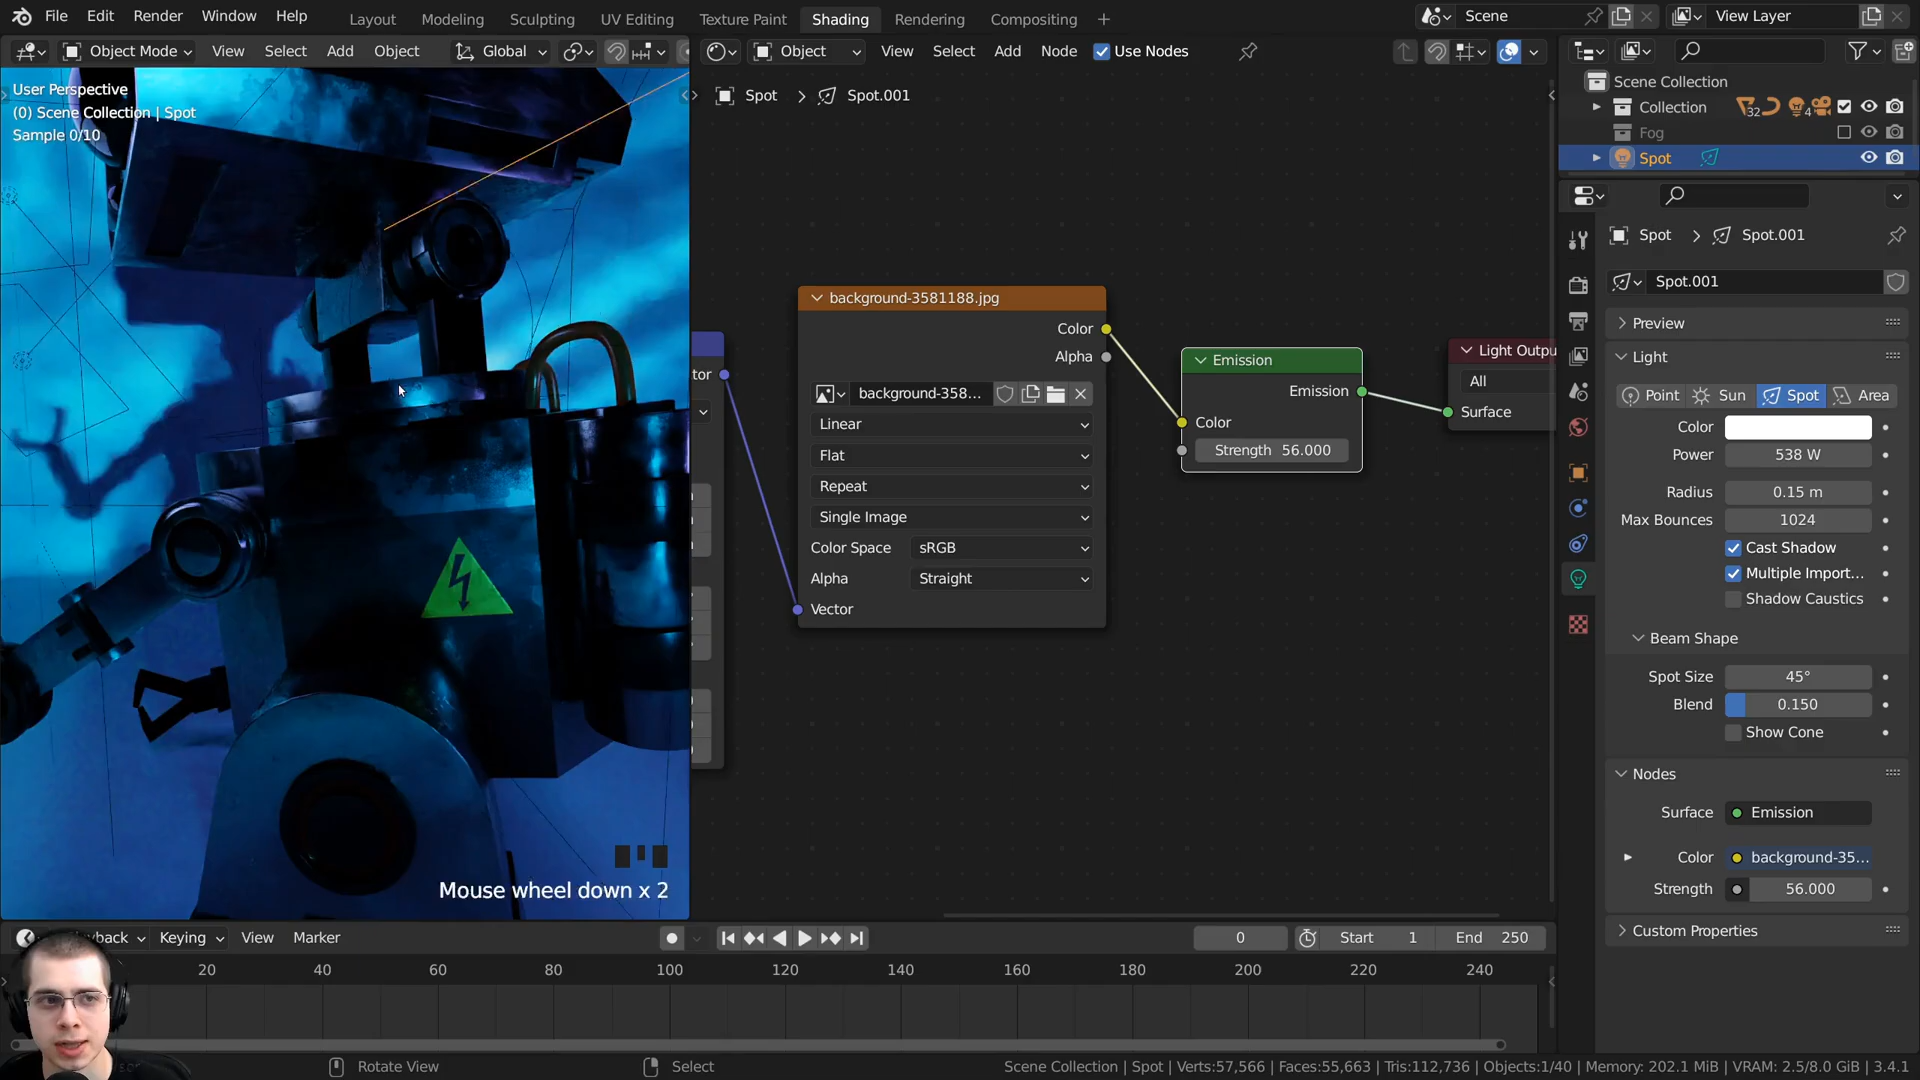 File Edit Render Window Help Layout Modeling Sculpting UV Editing Texture Paint Shading Rendering Compositing + Scene View Layer
Object Mode View Select Add Object Global Object View Select Add Node Use Nodes
User Perspective
(0) Scene Collection | Spot
Sample 0/10
Spot > Spot.001
Scene Collection
Collection 32 4
Fog
Spot
Spot > Spot.001
Spot.001
Preview
Light
Point Sun Spot Area
Color
Power 538 W
Radius 0.15 m
Max Bounces 1024
Cast Shadow
Multiple Import...
Shadow Caustics
Beam Shape
Spot Size 45°
Blend 0.150
Show Cone
Nodes
Surface Emission
Color background-35...
Strength 56.000
Custom Properties
tor
background-3581188.jpg
Color
Alpha
background-358...
Linear
Flat
Repeat
Single Image
Color Space sRGB
Alpha Straight
Vector
Emission
Emission
Color
Strength 56.000
Light Outpu
All
Surface
Mouse wheel down x 2
yback Keying View Marker 0 Start 1 End 250
20 40 60 80 100 120 140 160 180 200 220 240
Rotate View Select Scene Collection | Spot | Verts:57,566 | Faces:55,663 | Tris:112,736 | Objects:1/40 | Memory: 202.1 MiB | VRAM: 2.5/8.0 GiB | 3.4.1